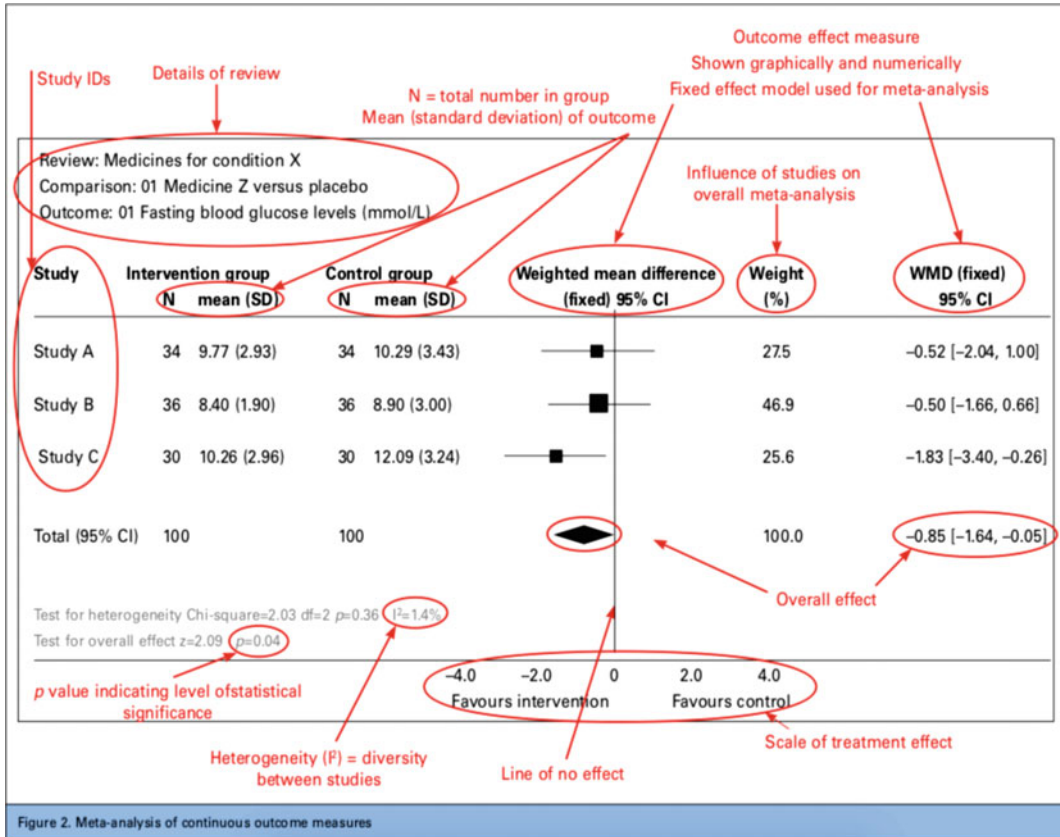 Outcome effect measure
Shown graphically and numerically
Fixed effect model used for meta-analysis
Study IDs
Details of review
N = total number in group
Mean (standard deviation) of outcome
Influence of studies on
overall meta-analysis
Review: Medicines for condition X
Comparison: 01 Medicine Z versus placebo
Outcome: 01 Fasting blood glucose levels (mmol/L)
Study Intervention group Control group Weighted mean difference Weight WMD (fixed)
N mean (SD) N mean (SD) (fixed) 95% CI (%) 95% CI
Study A 34 9.77 (2.93) 34 10.29 (3.43) 27.5 –0.52 [–2.04, 1.00]
Study B 36 8.40 (1.90) 36 8.90 (3.00) 46.9 –0.50 [–1.66, 0.66]
Study C 30 10.26 (2.96) 30 12.09 (3.24) 25.6 –1.83 [–3.40, –0.26]
Total (95% CI) 100 100 100.0 –0.85 [–1.64, –0.05]
Overall effect
Test for heterogeneity Chi-square=2.03 df=2 p=0.36 I²=1.4%
Test for overall effect z=2.09 p=0.04
–4.0 –2.0 0 2.0 4.0
Favours intervention Favours control
p value indicating level ofstatistical
significance
Scale of treatment effect
Heterogeneity (I²) = diversity
between studies
Line of no effect
Figure 2. Meta-analysis of continuous outcome measures